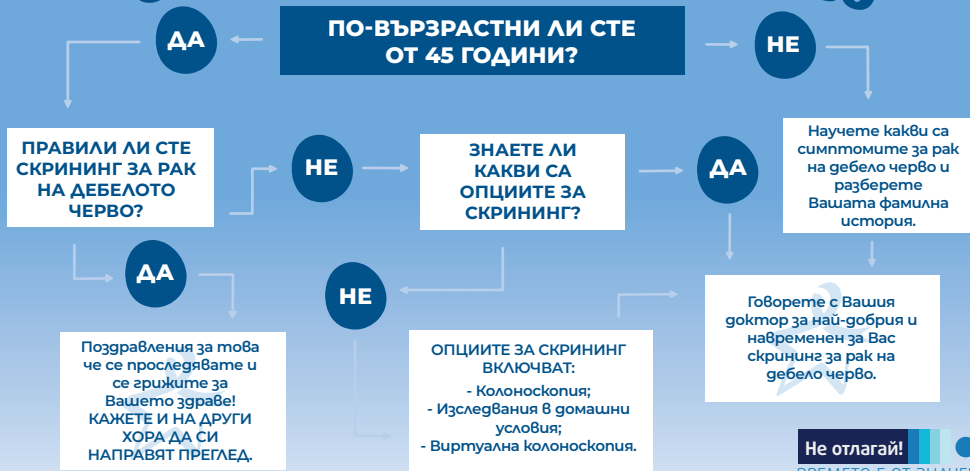 ПО-ВЪРЗРАСТНИ ЛИ СТЕ
ОТ 45 ГОДИНИ?
ДА
НЕ
ПРАВИЛИ ЛИ СТЕ
СКРИНИНГ ЗА РАК
НА ДЕБЕЛОТО
ЧЕРВО?
НЕ
ЗНАЕТЕ ЛИ
КАКВИ СА
ОПЦИИТЕ ЗА
СКРИНИНГ?
ДА
Научете какви са
симптомите за рак
на дебело черво и
разберете
Вашата фамилна
история.
ДА
НЕ
Поздравления за това
че се проследявате и
се грижите за
Вашето здраве!
КАЖЕТЕ И НА ДРУГИ
ХОРА ДА СИ
НАПРАВЯТ ПРЕГЛЕД.
ОПЦИИТЕ ЗА СКРИНИНГ
ВКЛЮЧВАТ:
- Колоноскопия;
- Изследвания в домашни
условия;
- Виртуална колоноскопия.
Говорете с Вашия
доктор за най-добрия и
навременен за Вас
скрининг за рак на
дебело черво.
Не отлагай!